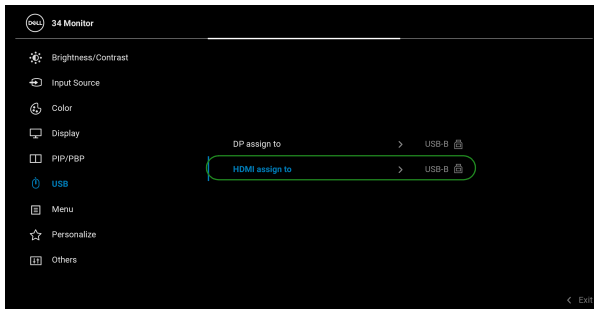 DELL
34 Monitor
Brightness/Contrast
Input Source
Color
Display
DP assign to > USB-B
PIP/PBP
HDMI assign to > USB-B
USB
Menu
Personalize
Others
< Exit